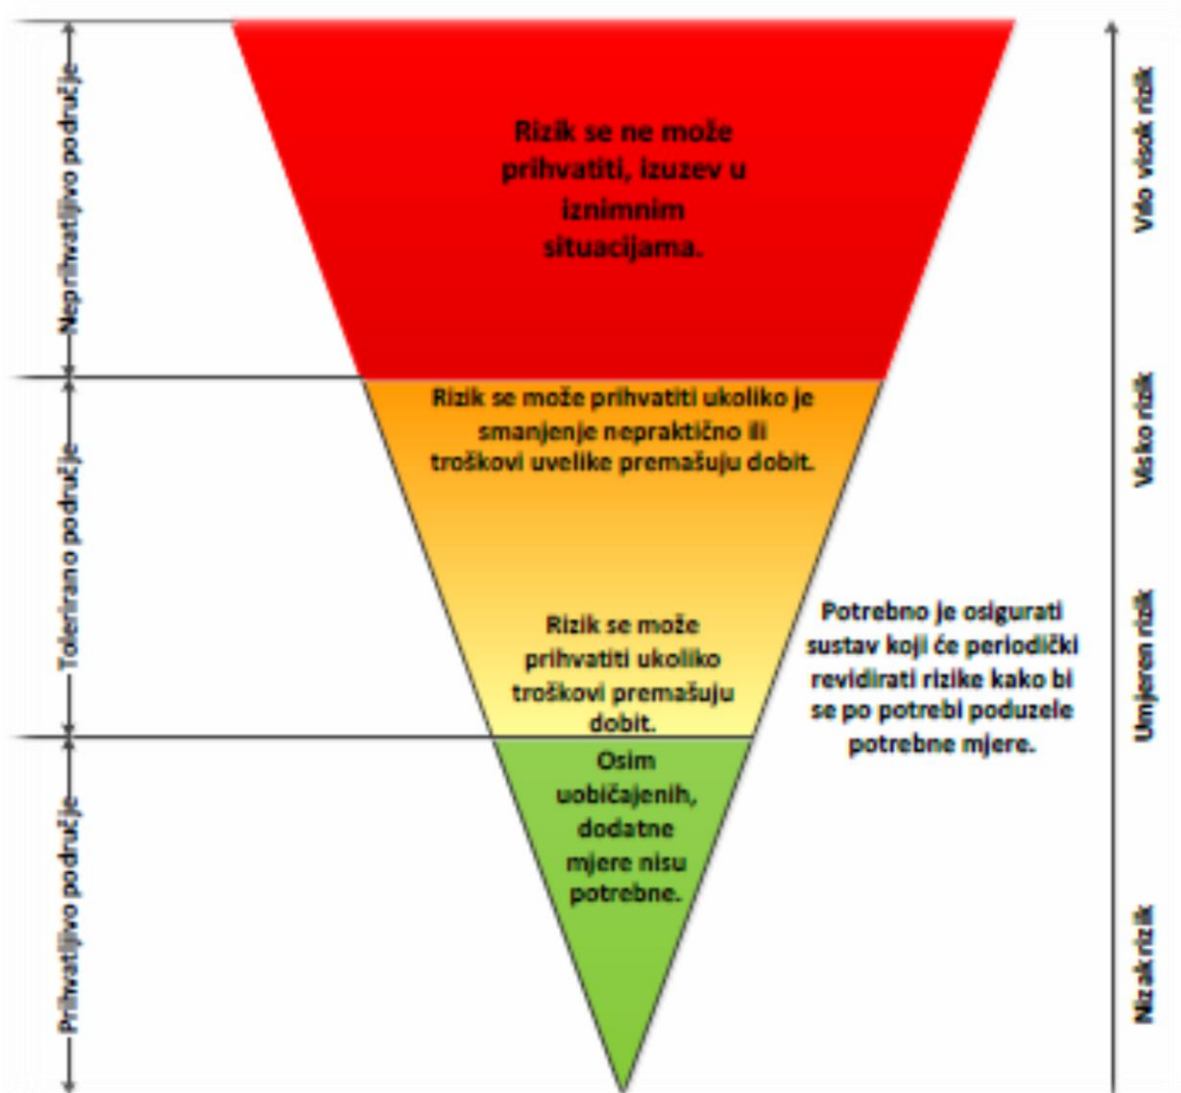 Neprihvatljivo područje
Rizik se ne može
prihvatiti, izuzev u
iznimnim
situacijama.
Vrlo visok rizik
Tolerirano područje
Rizik se može prihvatiti ukoliko je
smanjenje nepraktično ili
troškovi uvelike premašuju dobit.
Visko rizik
Rizik se može
prihvatiti ukoliko
troškovi premašuju
dobit.
Potrebno je osigurati
sustav koji će periodički
revidirati rizike kako bi
se po potrebi poduzele
potrebne mjere.
Umjeren rizik
Prihvatljivo područje
Osim
uobičajenih,
dodatne
mjere nisu
potrebne.
Nizak rizik